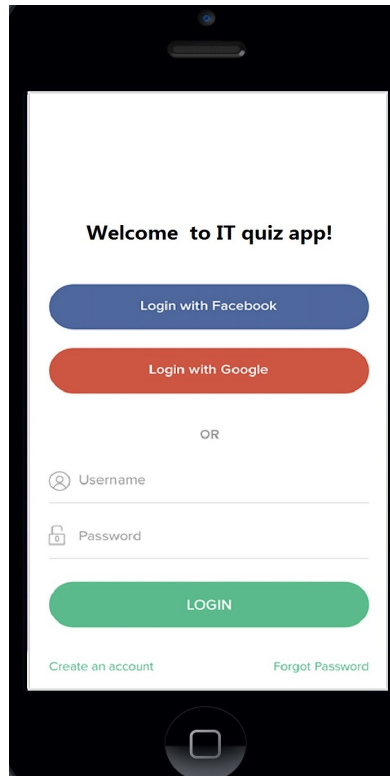 Welcome to IT quiz app!
Login with Facebook
Login with Google
OR
Username
Password
LOGIN
Create an account Forgot Password